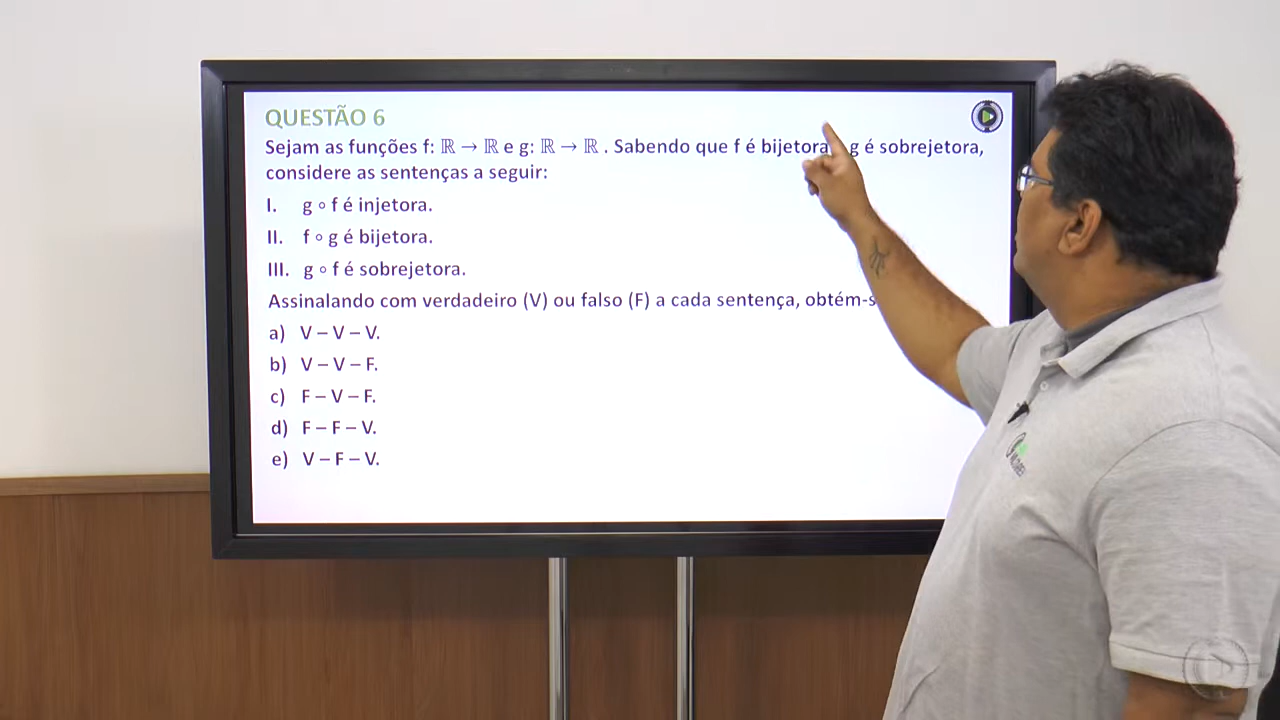 QUESTÃO 6
Sejam as funções f: ℝ → ℝ e g: ℝ → ℝ . Sabendo que f é bijetora g é sobrejetora,
considere as sentenças a seguir:
I. g ∘ f é injetora.
II. f ∘ g é bijetora.
III. g ∘ f é sobrejetora.
Assinalando com verdadeiro (V) ou falso (F) a cada sentença, obtém-s
a) V – V – V.
b) V – V – F.
c) F – V – F.
d) F – F – V.
e) V – F – V.